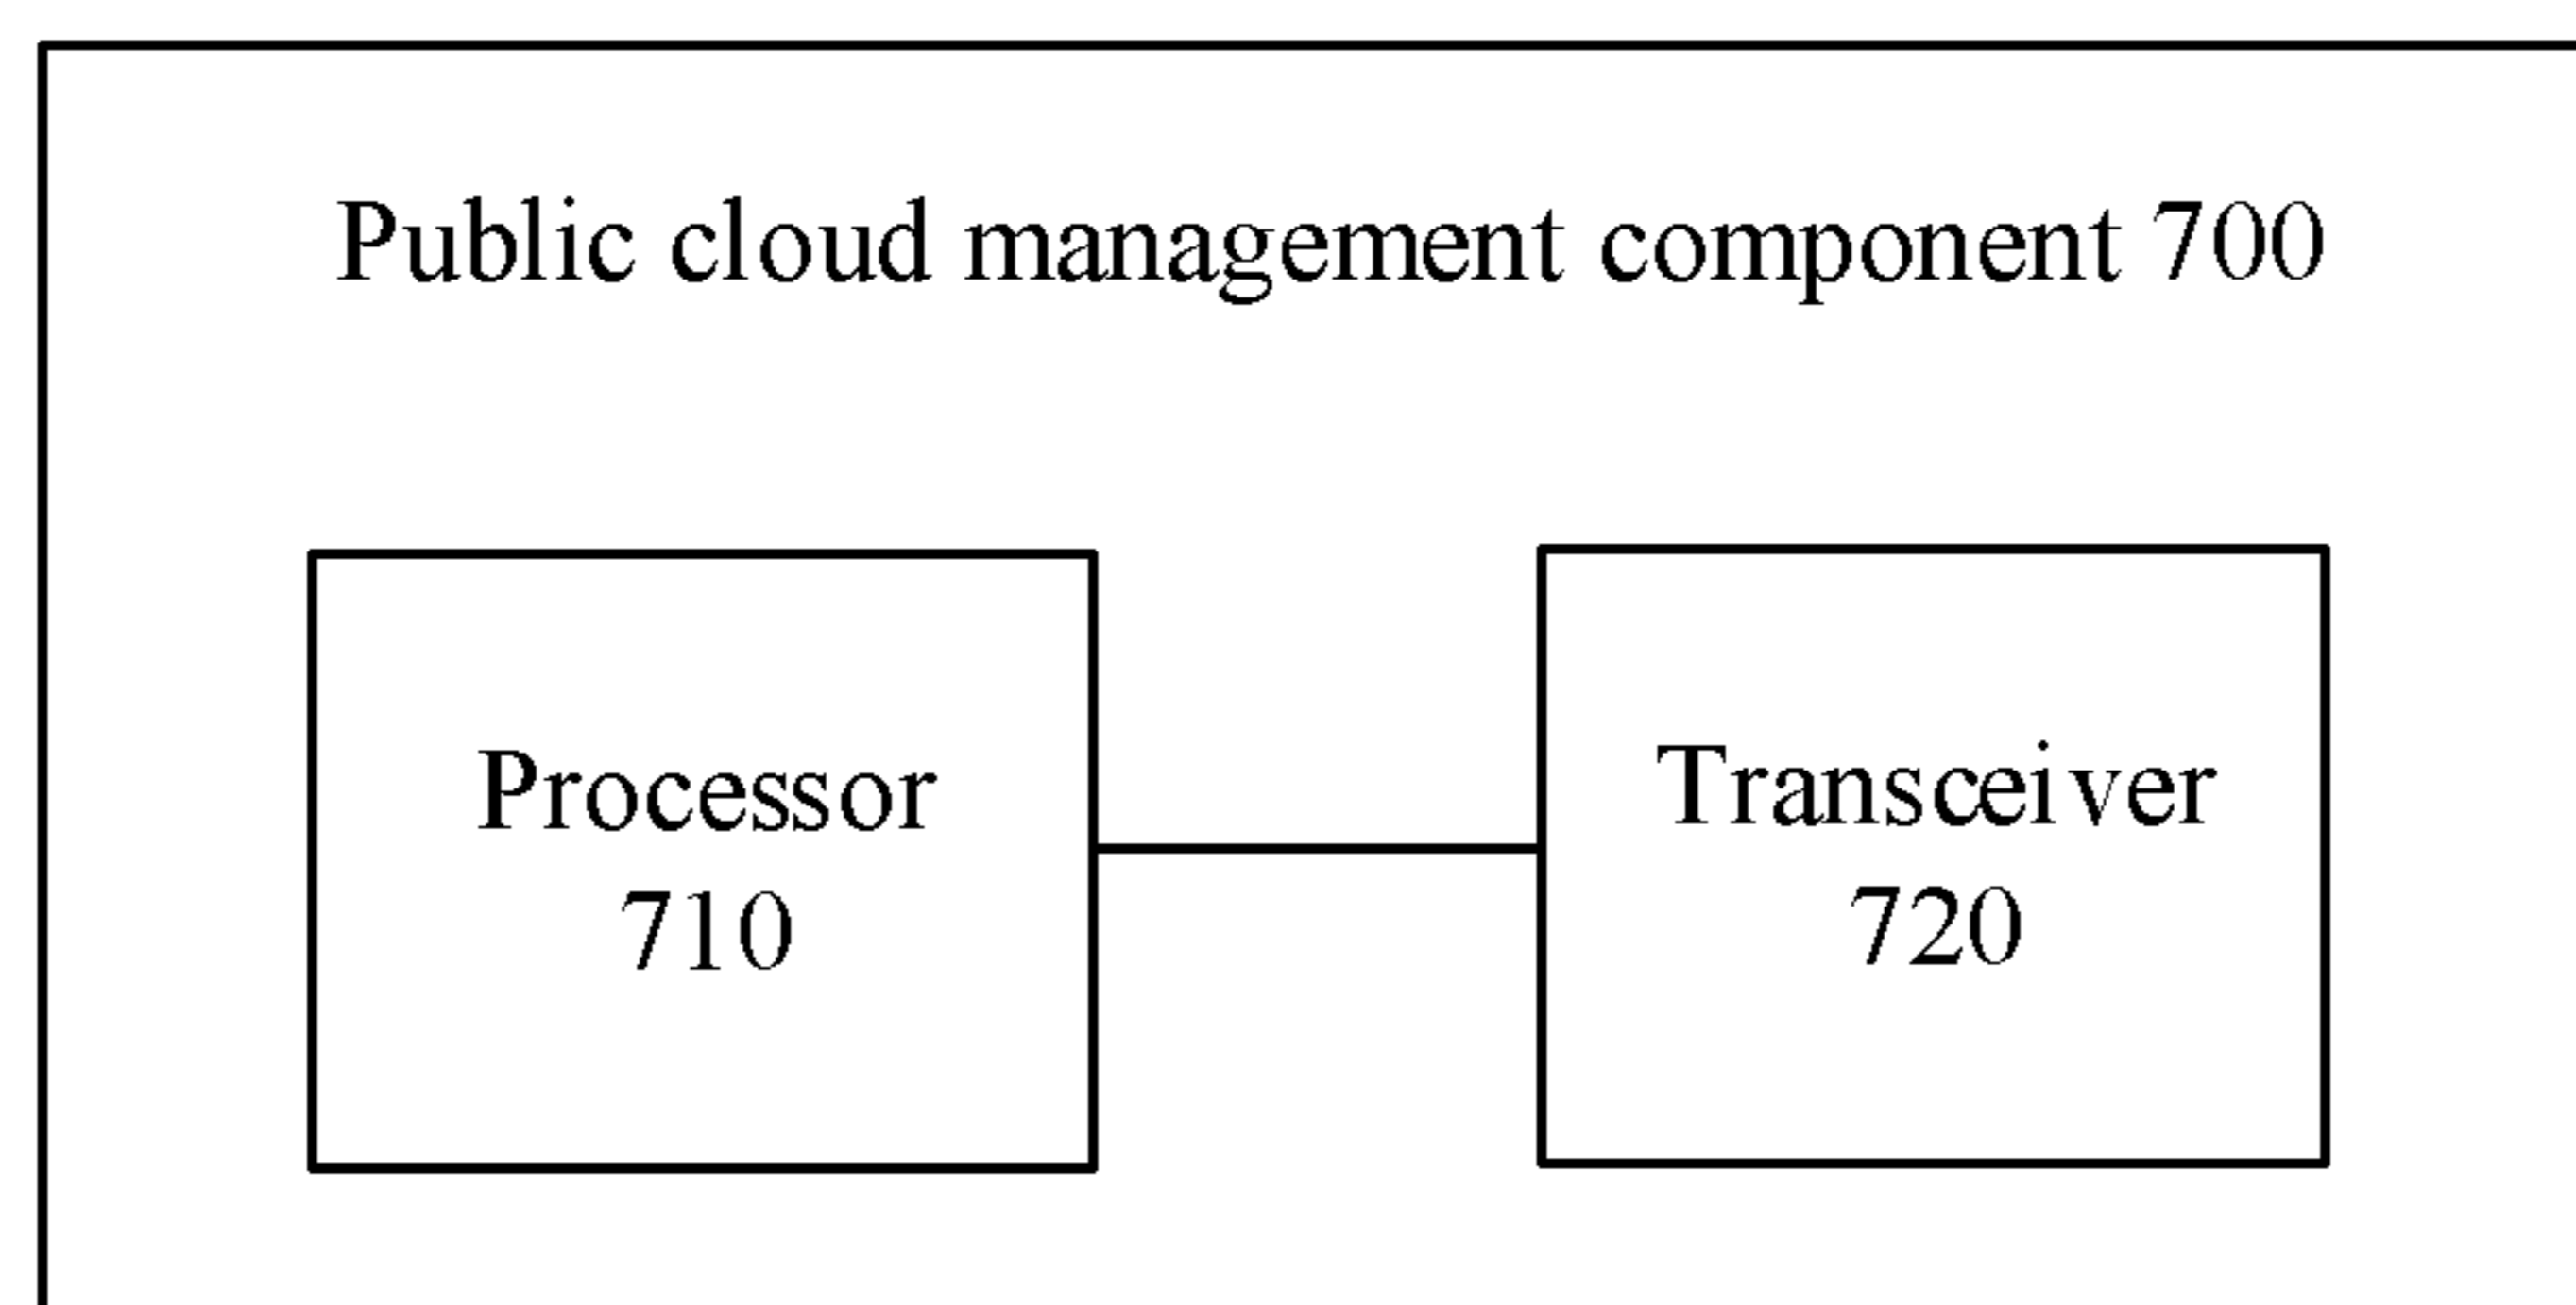 Public cloud management component 700
Processor
710
Transceiver
720